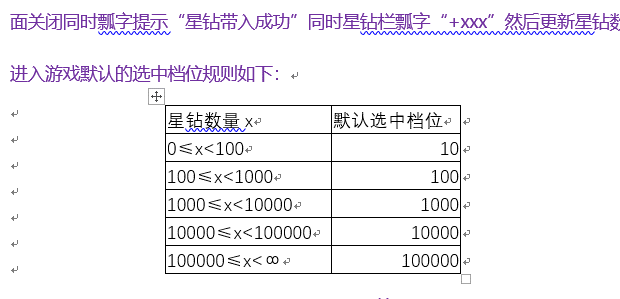 面关闭同时瓢字提示“星钻带入成功”同时星钻栏瓢字“+xxx”然后更新星钻数
进入游戏默认的选中档位规则如下：
星钻数量 x 默认选中档位
0≤x<100 10
100≤x<1000 100
1000≤x<10000 1000
10000≤x<100000 10000
100000≤x<∞ 100000